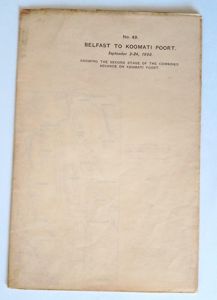 No. 49.
BELFAST TO KOOMATI POORT.
September 3-24, 1900.
SHOWING THE SECOND STAGE OF THE COMBINED
ADVANCE ON KOOMATI POORT.